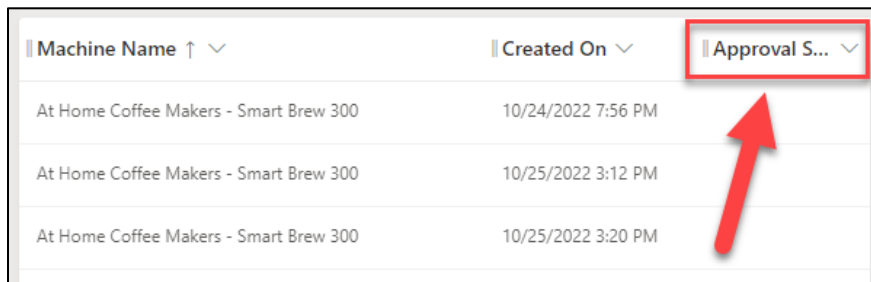 Machine Name ↑ Created On Approval S...
At Home Coffee Makers - Smart Brew 300 10/24/2022 7:56 PM
At Home Coffee Makers - Smart Brew 300 10/25/2022 3:12 PM
At Home Coffee Makers - Smart Brew 300 10/25/2022 3:20 PM